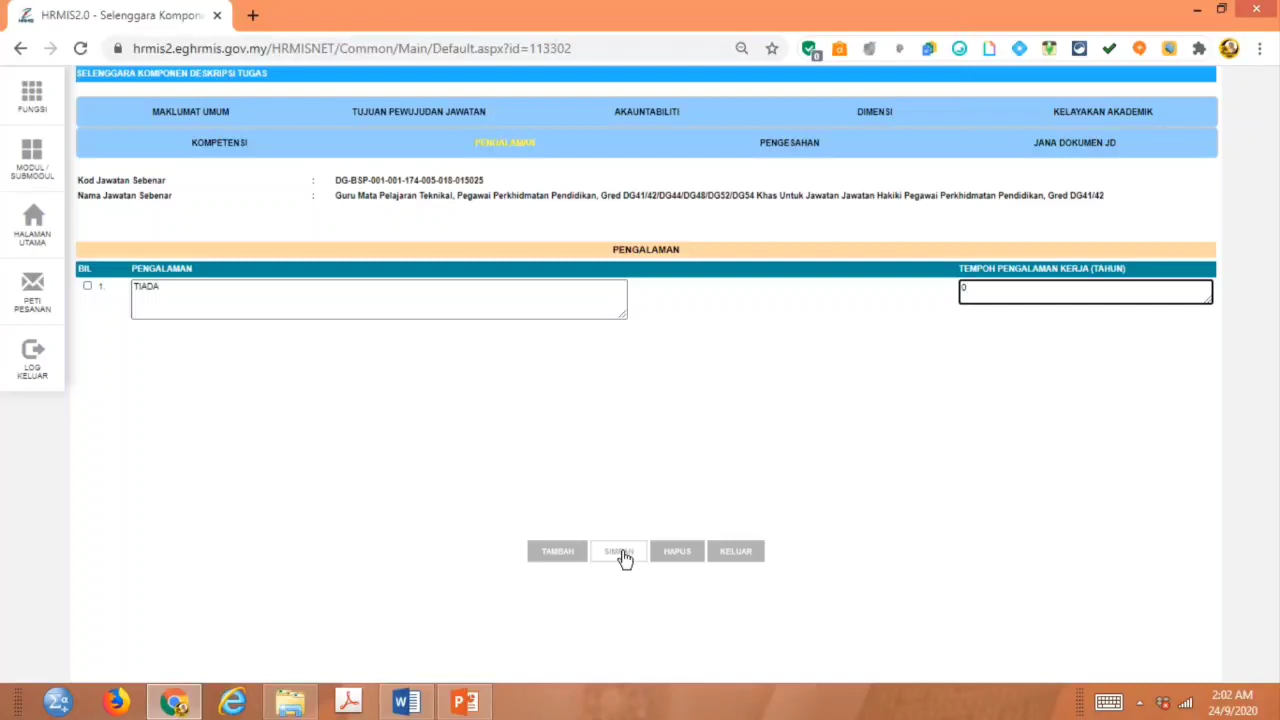 HRMIS2.0 - Selenggara Kompon
hrmis2.eghrmis.gov.my/HRMISNET/Common/Main/Default.aspx?id=113302
SELENGGARA KOMPONEN DESKRIPSI TUGAS
FUNGSI
MODUL / SUBMODUL
HALAMAN UTAMA
PETI PESANAN
LOG KELUAR
MAKLUMAT UMUM TUJUAN PEWUJUDAN JAWATAN AKAUNTABILITI DIMENSI KELAYAKAN AKADEMIK
KOMPETENSI PENGALAMAN PENGESAHAN JANA DOKUMEN JD
Kod Jawatan Sebenar : DG-BSP-001-001-174-005-018-015025
Nama Jawatan Sebenar : Guru Mata Pelajaran Teknikal, Pegawai Perkhidmatan Pendidikan, Gred DG41/42/DG44/DG48/DG52/DG54 Khas Untuk Jawatan Jawatan Hakiki Pegawai Perkhidmatan Pendidikan, Gred DG41/42
PENGALAMAN
BIL PENGALAMAN TEMPOH PENGALAMAN KERJA (TAHUN)
1. TIADA 0
TAMBAH SIMPAN HAPUS KELUAR
2:02 AM
24/9/2020